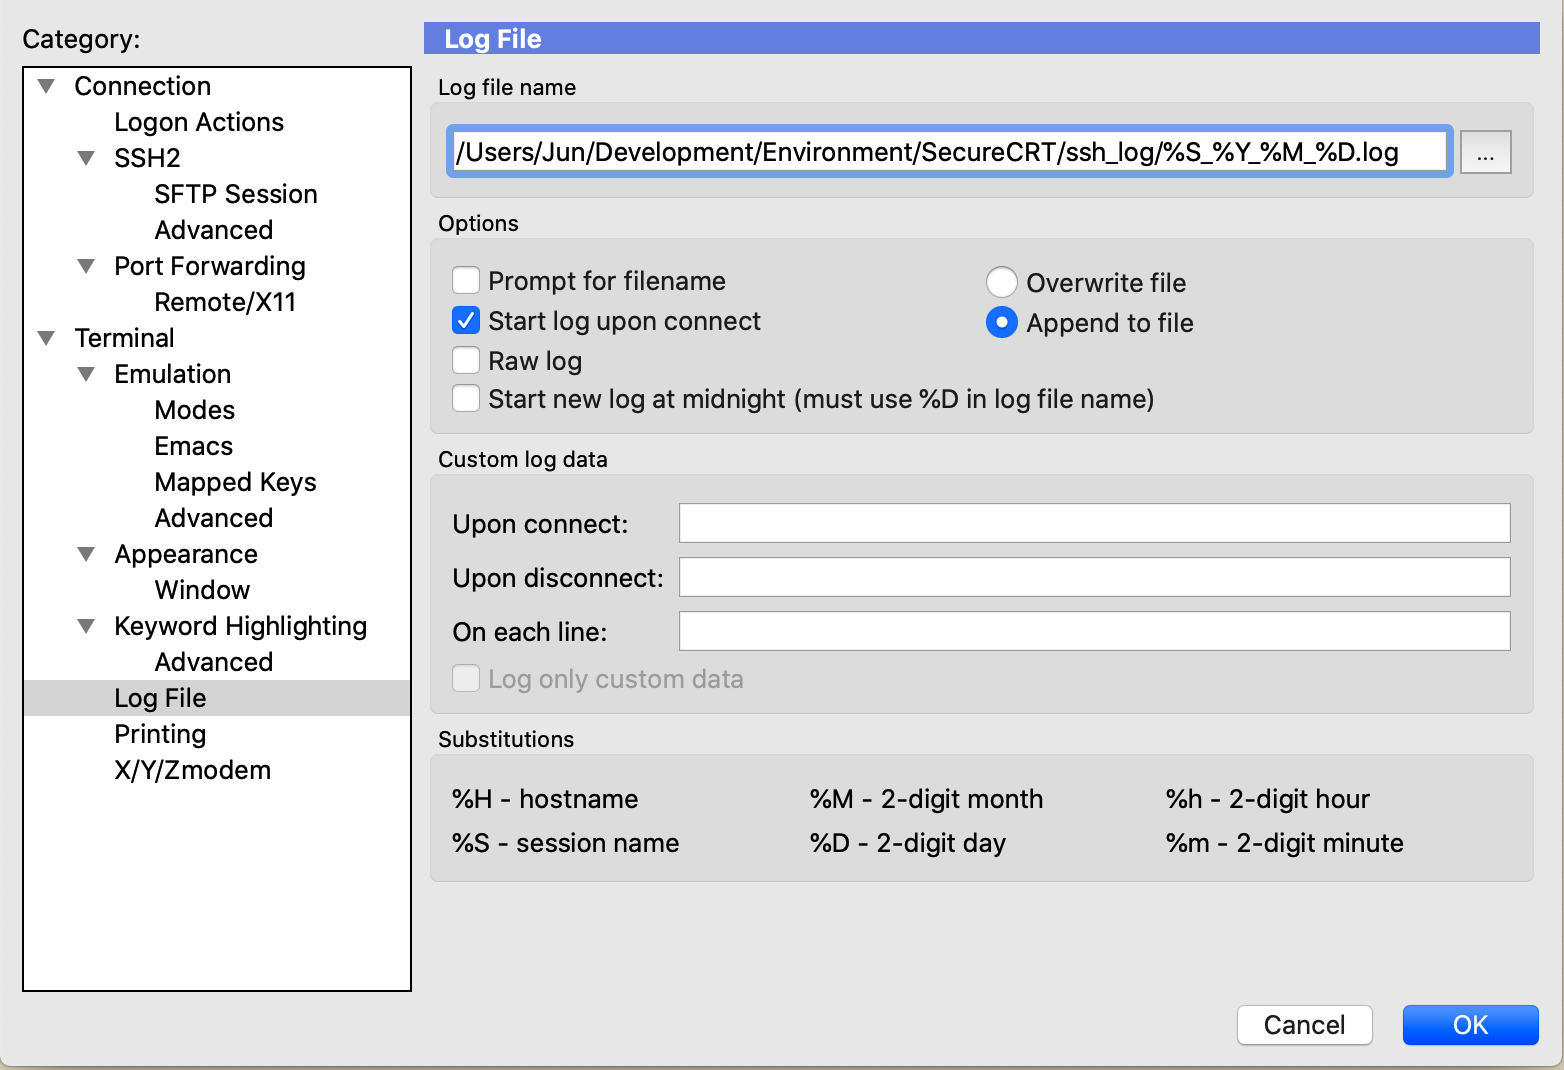 Category:
Connection
Logon Actions
SSH2
SFTP Session
Advanced
Port Forwarding
Remote/X11
Terminal
Emulation
Modes
Emacs
Mapped Keys
Advanced
Appearance
Window
Keyword Highlighting
Advanced
Log File
Printing
X/Y/Zmodem
Log File
Log file name
/Users/Jun/Development/Environment/SecureCRT/ssh_log/%S_%Y_%M_%D.log
...
Options
Prompt for filename
Overwrite file
Start log upon connect
Append to file
Raw log
Start new log at midnight (must use %D in log file name)
Custom log data
Upon connect:
Upon disconnect:
On each line:
Log only custom data
Substitutions
%H - hostname %M - 2-digit month %h - 2-digit hour
%S - session name %D - 2-digit day %m - 2-digit minute
Cancel OK